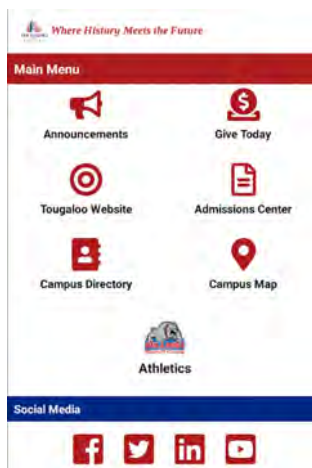 Where History Meets the Future
Main Menu
Announcements
Give Today
Tougaloo Website
Admissions Center
Campus Directory
Campus Map
Athletics
Social Media